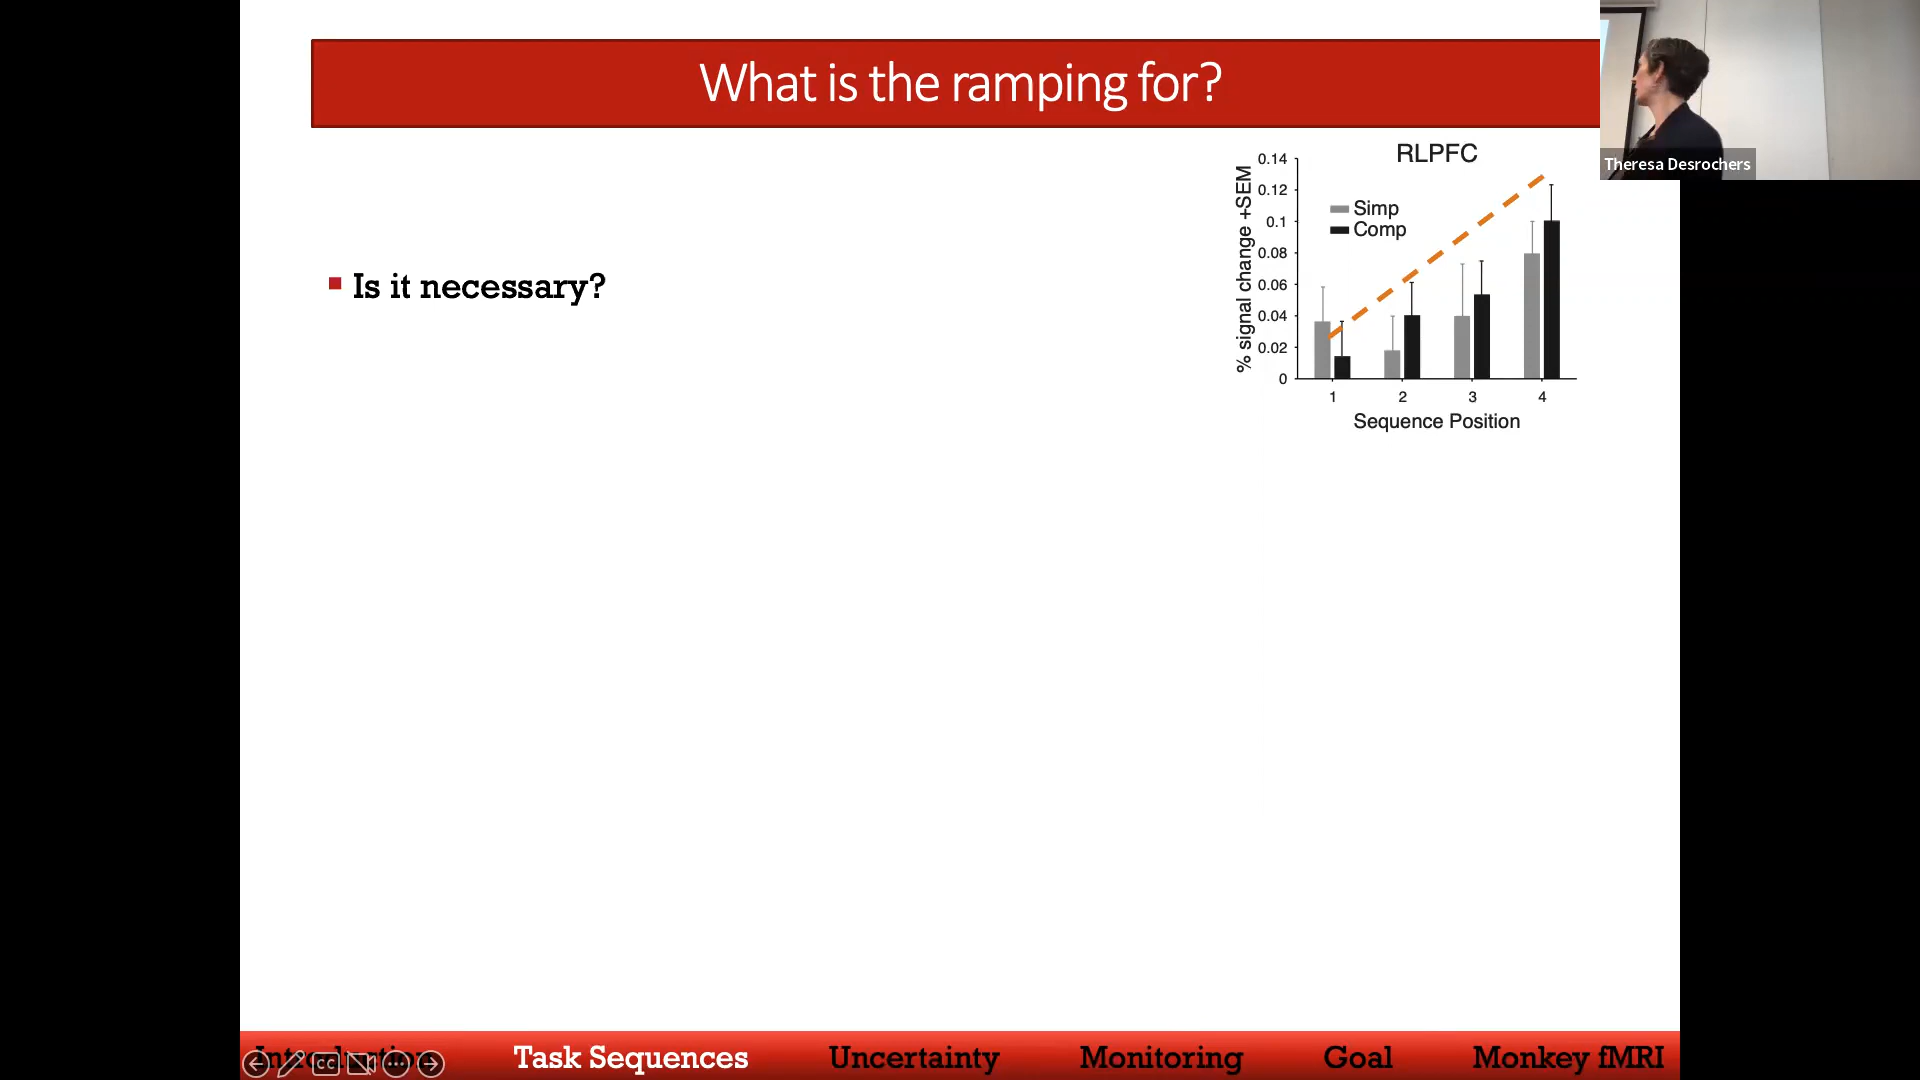 What is the ramping for?
Theresa Desrochers
Is it necessary?
RLPFC
% signal change +SEM
0.14
0.12
0.1
0.08
0.06
0.04
0.02
0
Simp
Comp
1 2 3 4
Sequence Position
Introduction Task Sequences Uncertainty Monitoring Goal Monkey fMRI
CC